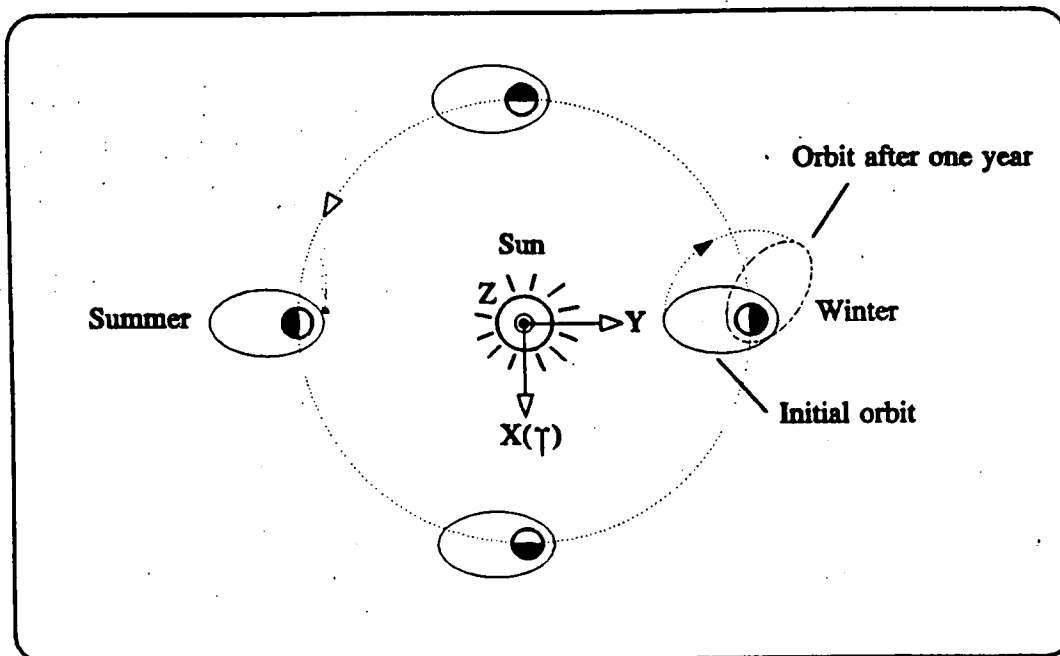 Orbit after one year
Sun
Z
Summer
Y
Winter
X(ϒ)
Initial orbit